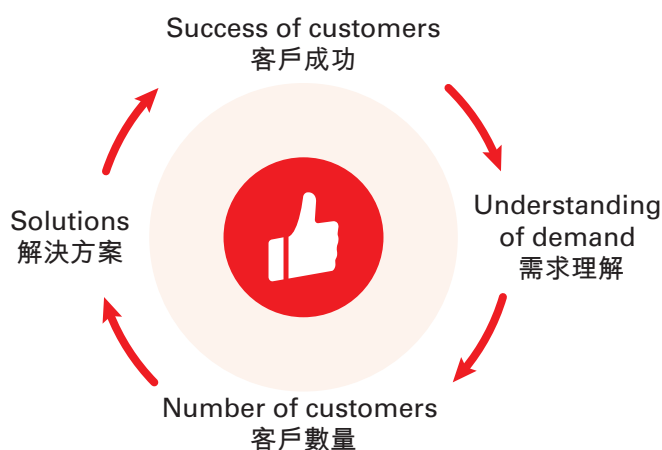 Success of customers
客戶成功
Solutions
解決方案
Understanding
of demand
需求理解
Number of customers
客戶數量